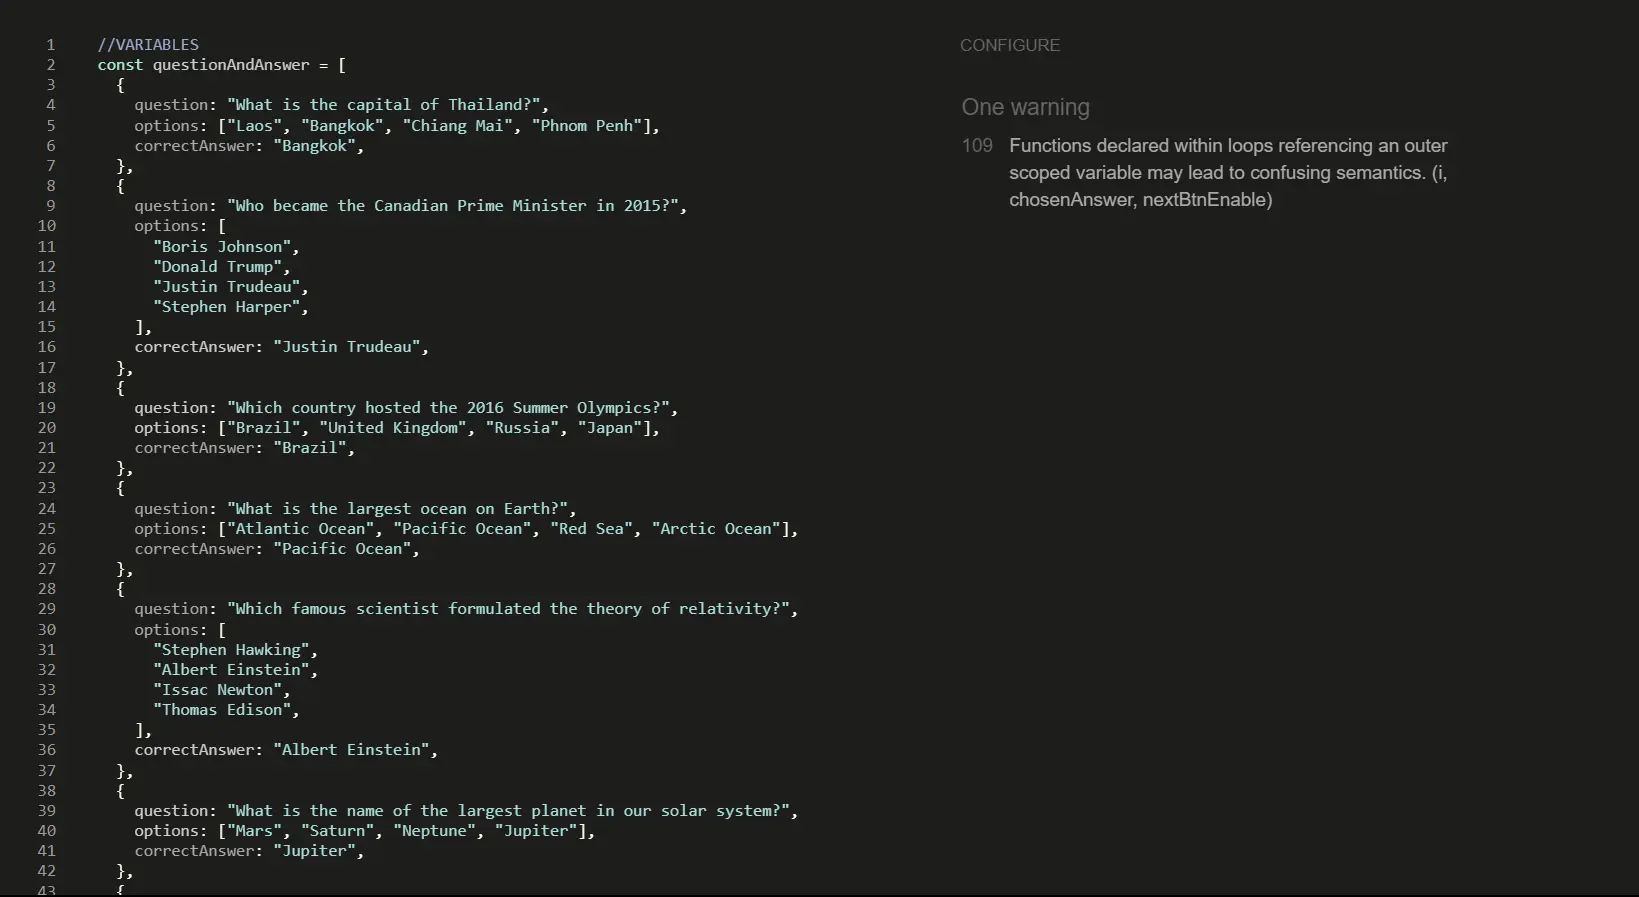 1 //VARIABLES
2 const questionAndAnswer = [
3 {
4 question: "What is the capital of Thailand?",
5 options: ["Laos", "Bangkok", "Chiang Mai", "Phnom Penh"],
6 correctAnswer: "Bangkok",
7 },
8 {
9 question: "Who became the Canadian Prime Minister in 2015?",
10 options: [
11 "Boris Johnson",
12 "Donald Trump",
13 "Justin Trudeau",
14 "Stephen Harper",
15 ],
16 correctAnswer: "Justin Trudeau",
17 },
18 {
19 question: "Which country hosted the 2016 Summer Olympics?",
20 options: ["Brazil", "United Kingdom", "Russia", "Japan"],
21 correctAnswer: "Brazil",
22 },
23 {
24 question: "What is the largest ocean on Earth?",
25 options: ["Atlantic Ocean", "Pacific Ocean", "Red Sea", "Arctic Ocean"],
26 correctAnswer: "Pacific Ocean",
27 },
28 {
29 question: "Which famous scientist formulated the theory of relativity?",
30 options: [
31 "Stephen Hawking",
32 "Albert Einstein",
33 "Issac Newton",
34 "Thomas Edison",
35 ],
36 correctAnswer: "Albert Einstein",
37 },
38 {
39 question: "What is the name of the largest planet in our solar system?",
40 options: ["Mars", "Saturn", "Neptune", "Jupiter"],
41 correctAnswer: "Jupiter",
42 },
43 {
CONFIGURE
One warning
109 Functions declared within loops referencing an outer
scoped variable may lead to confusing semantics. (i,
chosenAnswer, nextBtnEnable)